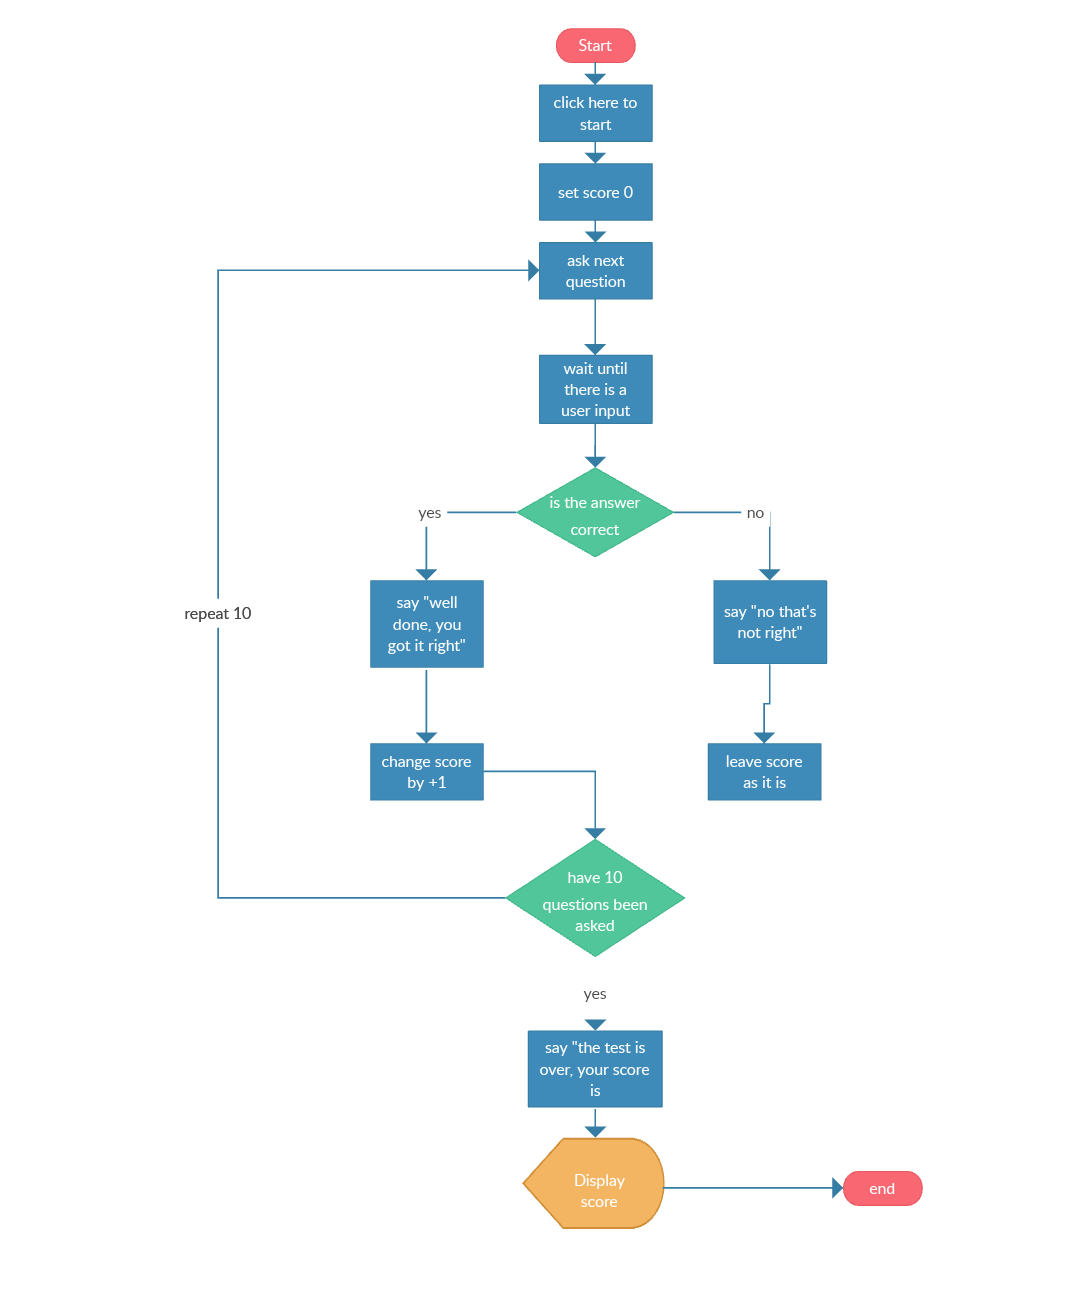 Start
click here to
start
set score 0
ask next
question
wait until
there is a
user input
is the answer
correct
yes
no
say "well
done, you
got it right"
say "no that's
not right"
repeat 10
change score
by +1
leave score
as it is
have 10
questions been
asked
yes
say "the test is
over, your score
is
Display
score
end